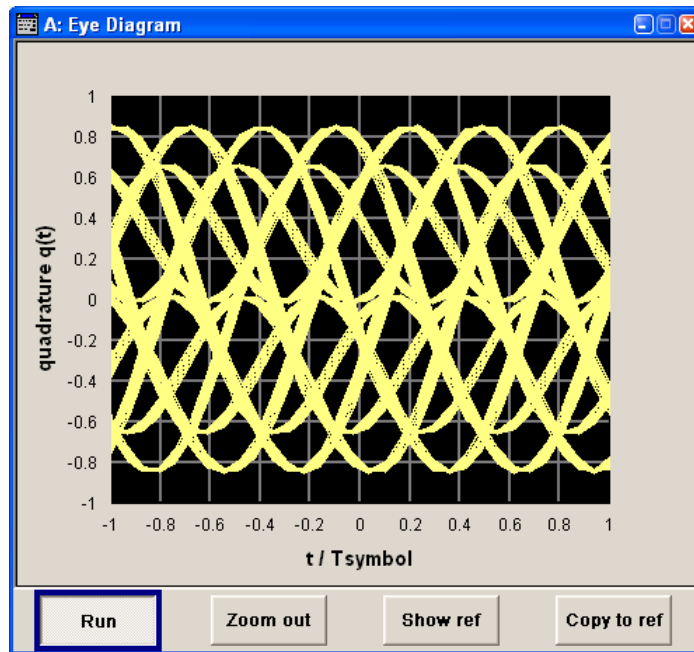 A: Eye Diagram
1
0.8
0.6
0.4
0.2
0
-0.2
-0.4
-0.6
-0.8
-1
quadrature q(t)
-1 -0.8 -0.6 -0.4 -0.2 0 0.2 0.4 0.6 0.8 1
t / Tsymbol
Run Zoom out Show ref Copy to ref